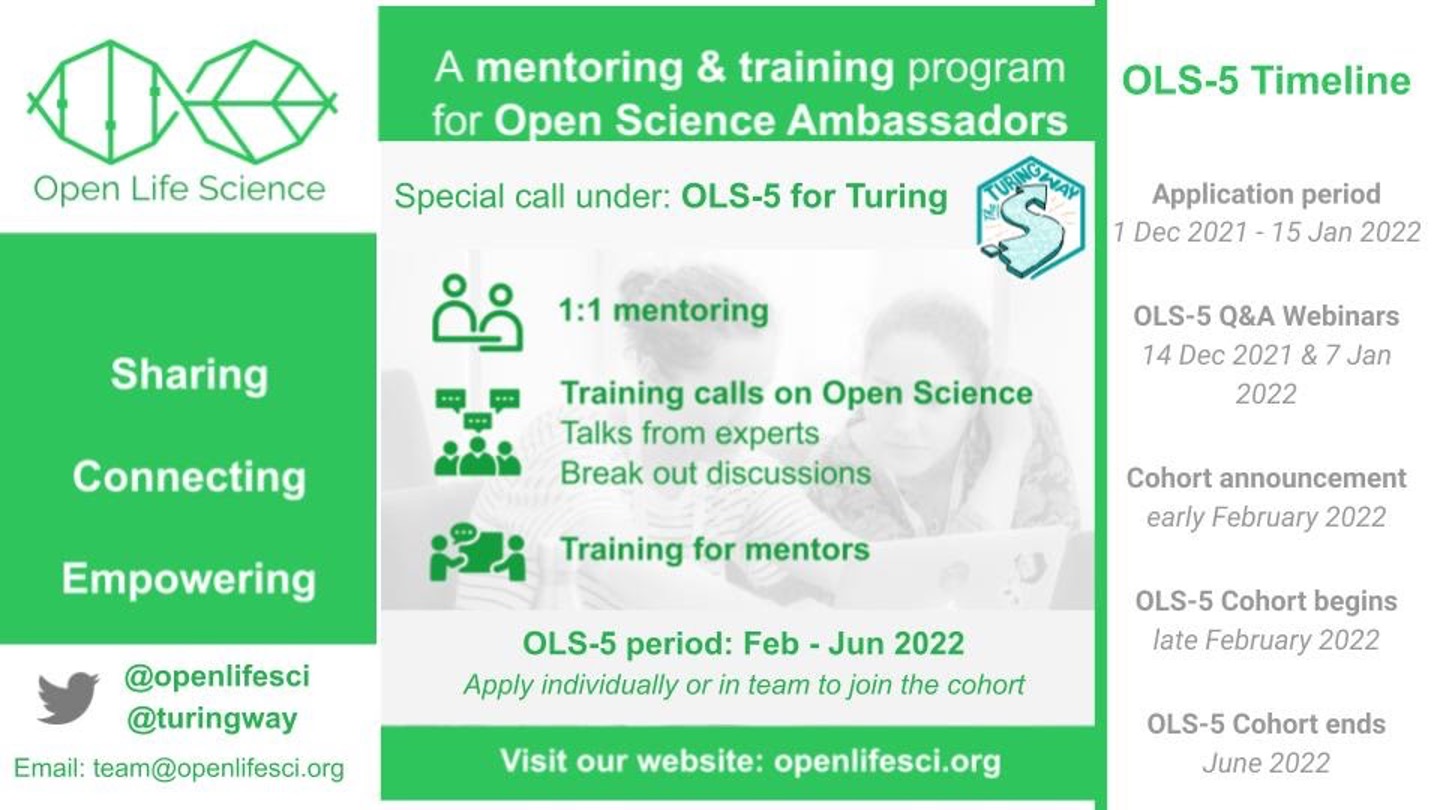 Open Life Science
Sharing
Connecting
Empowering
@openlifesci
@turingway
Email: team@openlifesci.org
A mentoring & training program
for Open Science Ambassadors
Special call under: OLS-5 for Turing
The
TURING WAY
1:1 mentoring
Training calls on Open Science
Talks from experts
Break out discussions
Training for mentors
OLS-5 period: Feb - Jun 2022
Apply individually or in team to join the cohort
Visit our website: openlifesci.org
OLS-5 Timeline
Application period
1 Dec 2021 - 15 Jan 2022
OLS-5 Q&A Webinars
14 Dec 2021 & 7 Jan
2022
Cohort announcement
early February 2022
OLS-5 Cohort begins
late February 2022
OLS-5 Cohort ends
June 2022